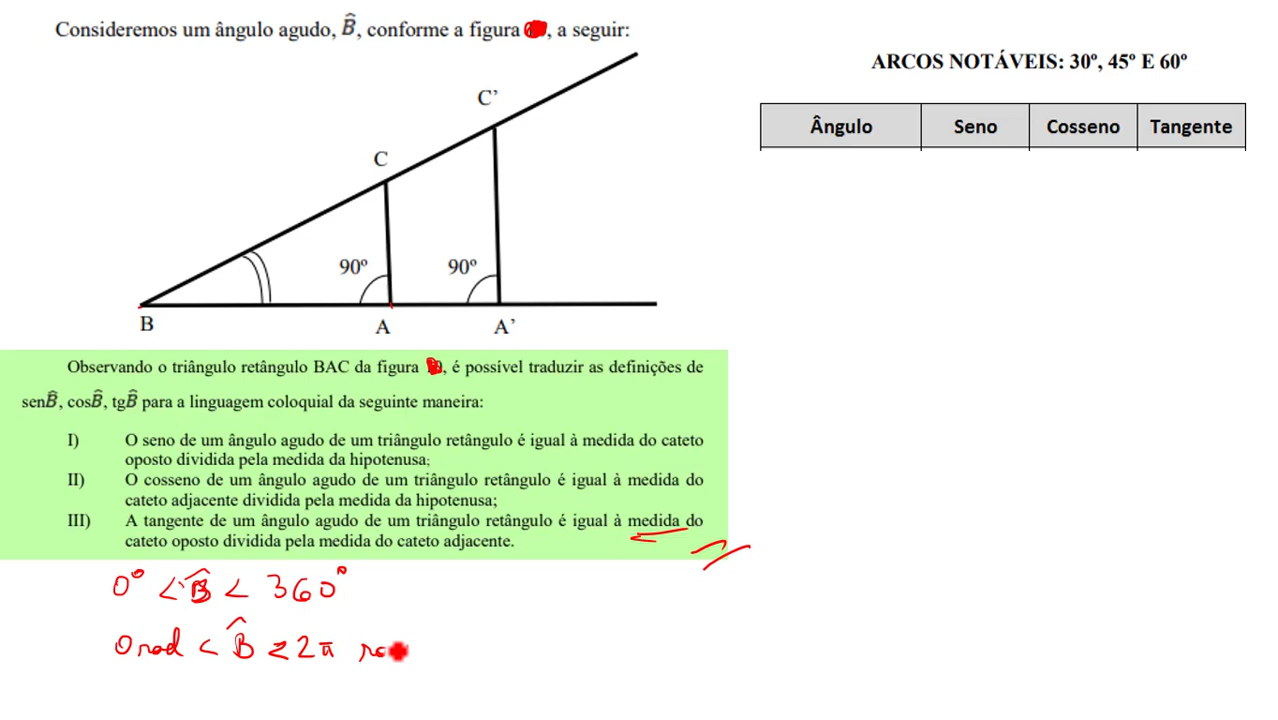 Consideremos um ângulo agudo, B̂, conforme a figura , a seguir:
C'
C
90º
90º
B
A
A'
ARCOS NOTÁVEIS: 30º, 45º E 60º
Ângulo Seno Cosseno Tangente
Observando o triângulo retângulo BAC da figura , é possível traduzir as definições de
senB̂, cosB̂, tgB̂ para a linguagem coloquial da seguinte maneira:
I) O seno de um ângulo agudo de um triângulo retângulo é igual à medida do cateto
oposto dividida pela medida da hipotenusa;
II) O cosseno de um ângulo agudo de um triângulo retângulo é igual à medida do
cateto adjacente dividida pela medida da hipotenusa;
III) A tangente de um ângulo agudo de um triângulo retângulo é igual à medida do
cateto oposto dividida pela medida do cateto adjacente.
0° < B̂ < 360°
0 rad < B̂ < 2π